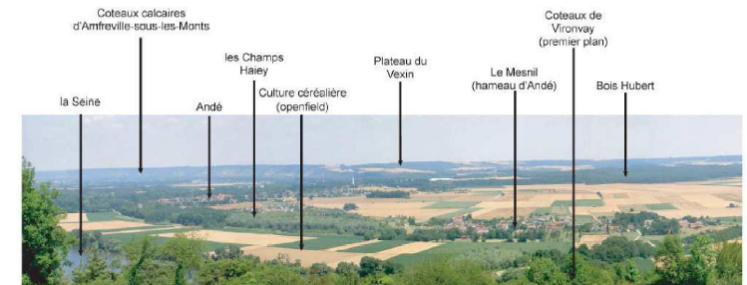 Coteaux calcaires
d'Amfreville-sous-les-Monts
la Seine
Andé
les Champs
Haiey
Culture céréalière
(openfield)
Plateau du
Vexin
Le Mesnil
(hameau d'Andé)
Coteaux de
Vironvay
(premier plan)
Bois Hubert